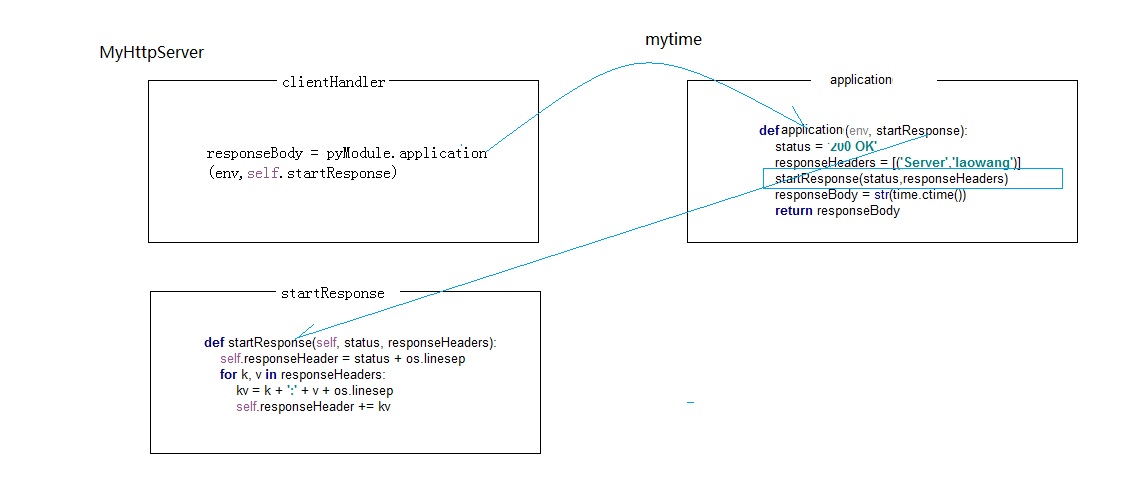 MyHttpServer
mytime
clientHandler
responseBody = pyModule.application
(env,self.startResponse)
application
def application(env, startResponse):
status = '200 OK'
responseHeaders = [('Server','laowang')]
startResponse(status,responseHeaders)
responseBody = str(time.ctime())
return responseBody
startResponse
def startResponse(self, status, responseHeaders):
self.responseHeader = status + os.linesep
for k, v in responseHeaders:
kv = k + ':' + v + os.linesep
self.responseHeader += kv